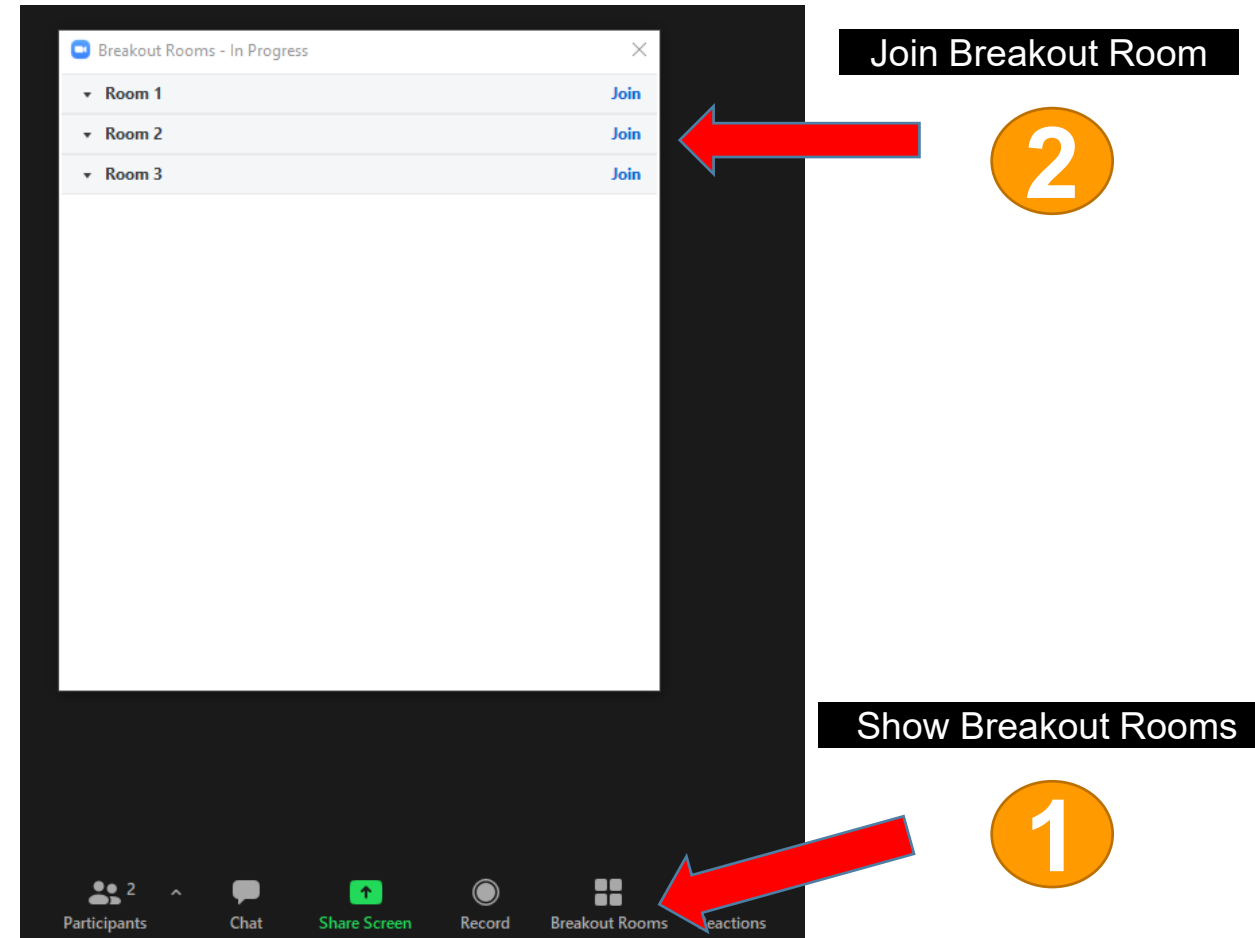 Breakout Rooms - In Progress
Join Breakout Room
Room 1 Join
Room 2 Join
Room 3 Join
2
Show Breakout Rooms
1
2
Participants
Chat
Share Screen
Record
Breakout Rooms